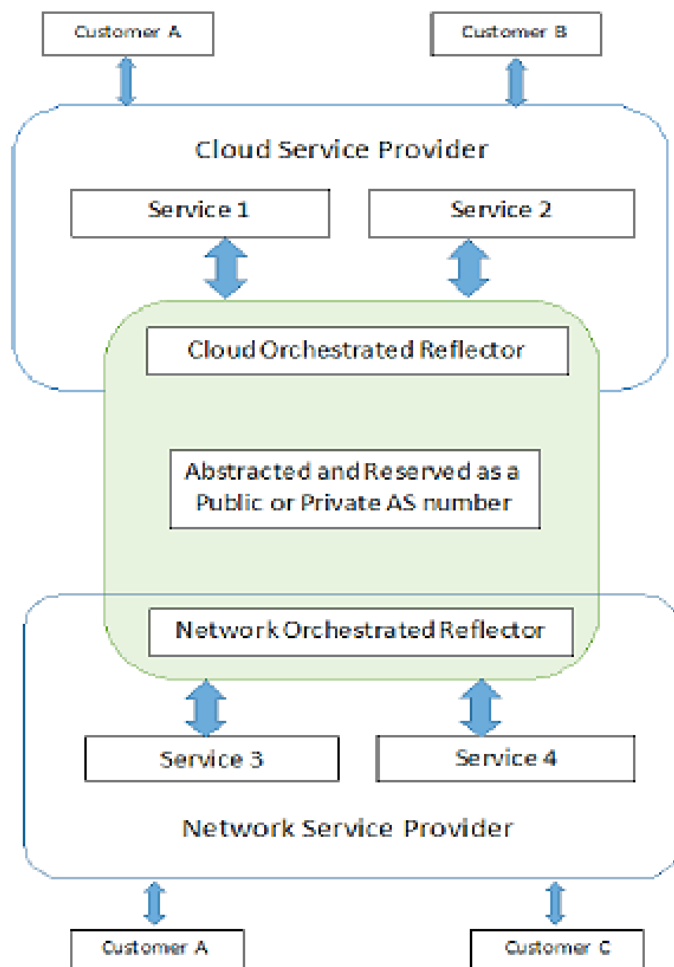 Customer A
Customer B
Cloud Service Provider
Service 1
Service 2
Cloud Orchestrated Reflector
Abstracted and Reserved as a
Public or Private AS number
Network Orchestrated Reflector
Service 3
Service 4
Network Service Provider
Customer A
Customer C